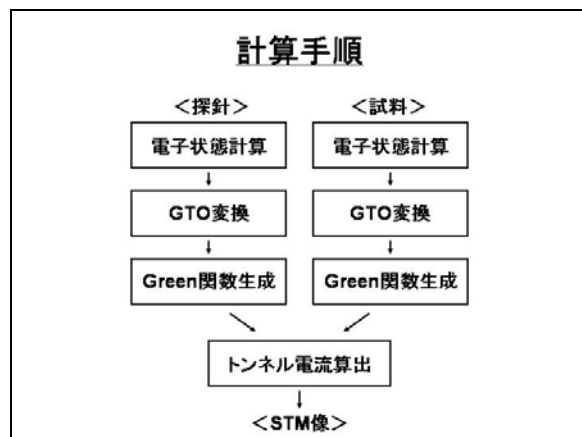 計算手順
＜探針＞ ＜試料＞
電子状態計算 電子状態計算
GTO変換 GTO変換
Green関数生成 Green関数生成
トンネル電流算出
＜STM像＞